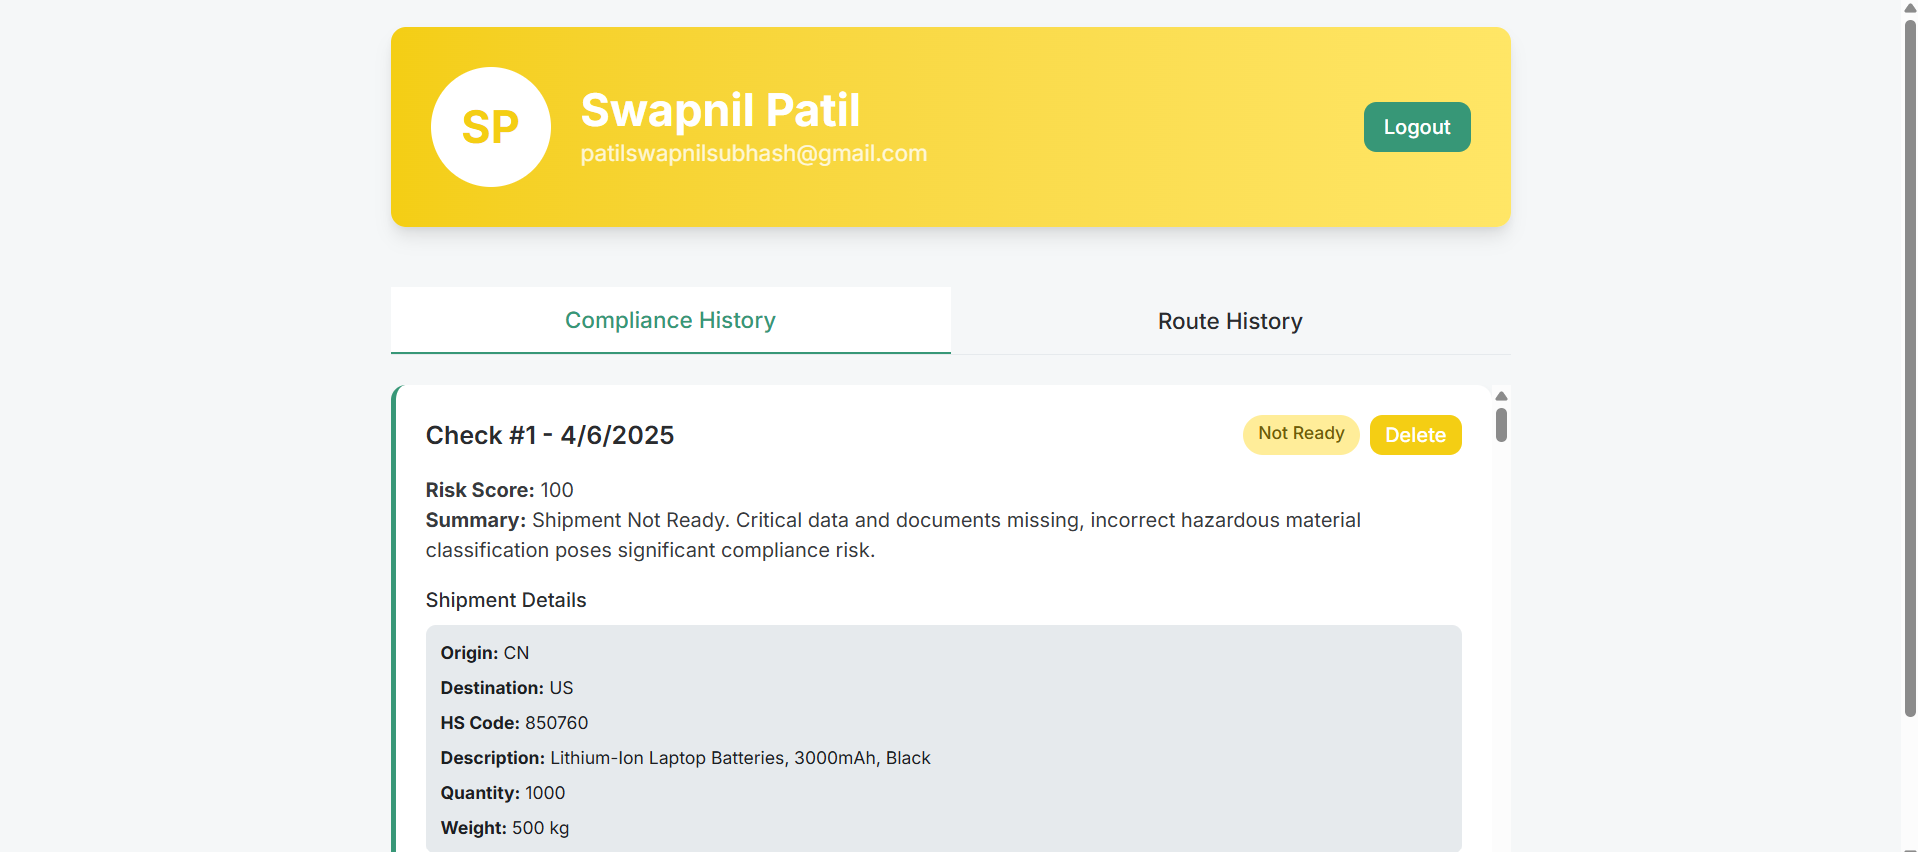 SP
Swapnil Patil
patilswapnilsubhash@gmail.com
Logout
Compliance History
Route History
Check #1 - 4/6/2025
Not Ready
Delete
Risk Score: 100
Summary: Shipment Not Ready. Critical data and documents missing, incorrect hazardous material
classification poses significant compliance risk.
Shipment Details
Origin: CN
Destination: US
HS Code: 850760
Description: Lithium-Ion Laptop Batteries, 3000mAh, Black
Quantity: 1000
Weight: 500 kg